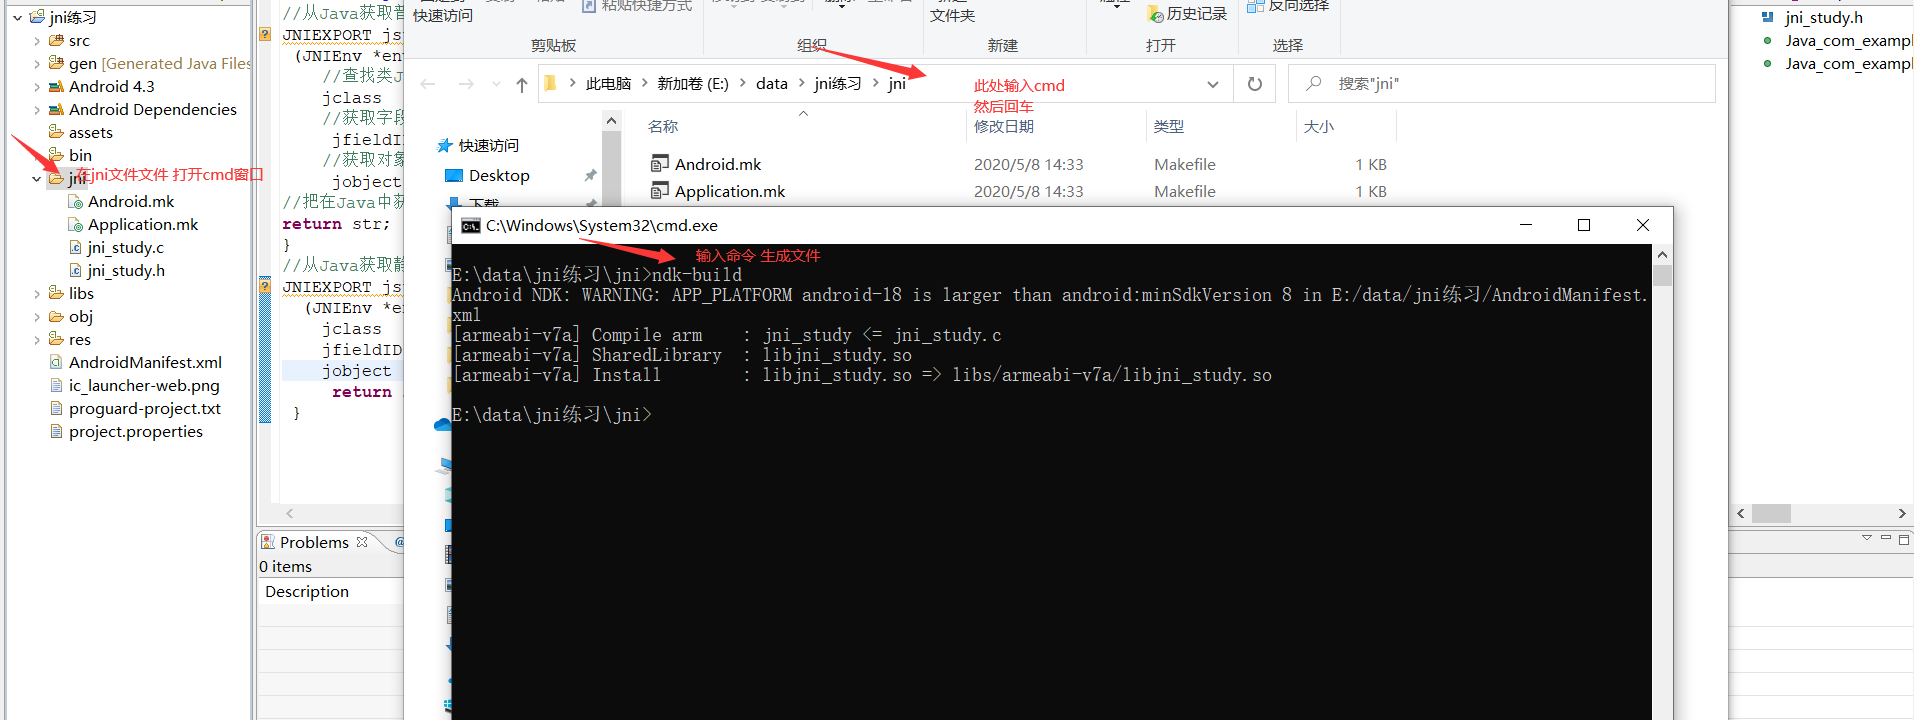 jni练习
src
gen [Generated Java Files
Android 4.3
Android Dependencies
assets
bin
jni
在jni文件文件 打开cmd窗口
Android.mk
Application.mk
jni_study.c
jni_study.h
libs
obj
res
AndroidManifest.xml
ic_launcher-web.png
proguard-project.txt
project.properties
//从Java获取普
JNIEXPORT js
(JNIEnv *en
//查找类J
jclass
//获取字段
jfieldI
//获取对象
jobject
//把在Java中获
return str;
}
//从Java获取静
JNIEXPORT js
(JNIEnv *e
jclass
jfieldID
jobject
return
}
Problems
@
0 items
Description
快速访问
粘贴快捷方式
剪贴板
组织
文件夹
新建
历史记录
打开
反向选择
选择
此电脑
新加卷 (E:)
data
jni练习
jni
此处输入cmd
然后回车
搜索"jni"
名称
修改日期
类型
大小
快速访问
Desktop
下载
Android.mk
2020/5/8 14:33
Makefile
1 KB
Application.mk
2020/5/8 14:33
Makefile
1 KB
C:\Windows\System32\cmd.exe
输入命令 生成文件
E:\data\jni练习\jni>ndk-build
Android NDK: WARNING: APP_PLATFORM android-18 is larger than android:minSdkVersion 8 in E:/data/jni练习/AndroidManifest.
xml
[armeabi-v7a] Compile arm    : jni_study <= jni_study.c
[armeabi-v7a] SharedLibrary  : libjni_study.so
[armeabi-v7a] Install        : libjni_study.so => libs/armeabi-v7a/libjni_study.so
E:\data\jni练习\jni>
jni_study.h
Java_com_exampl
Java_com_exampl